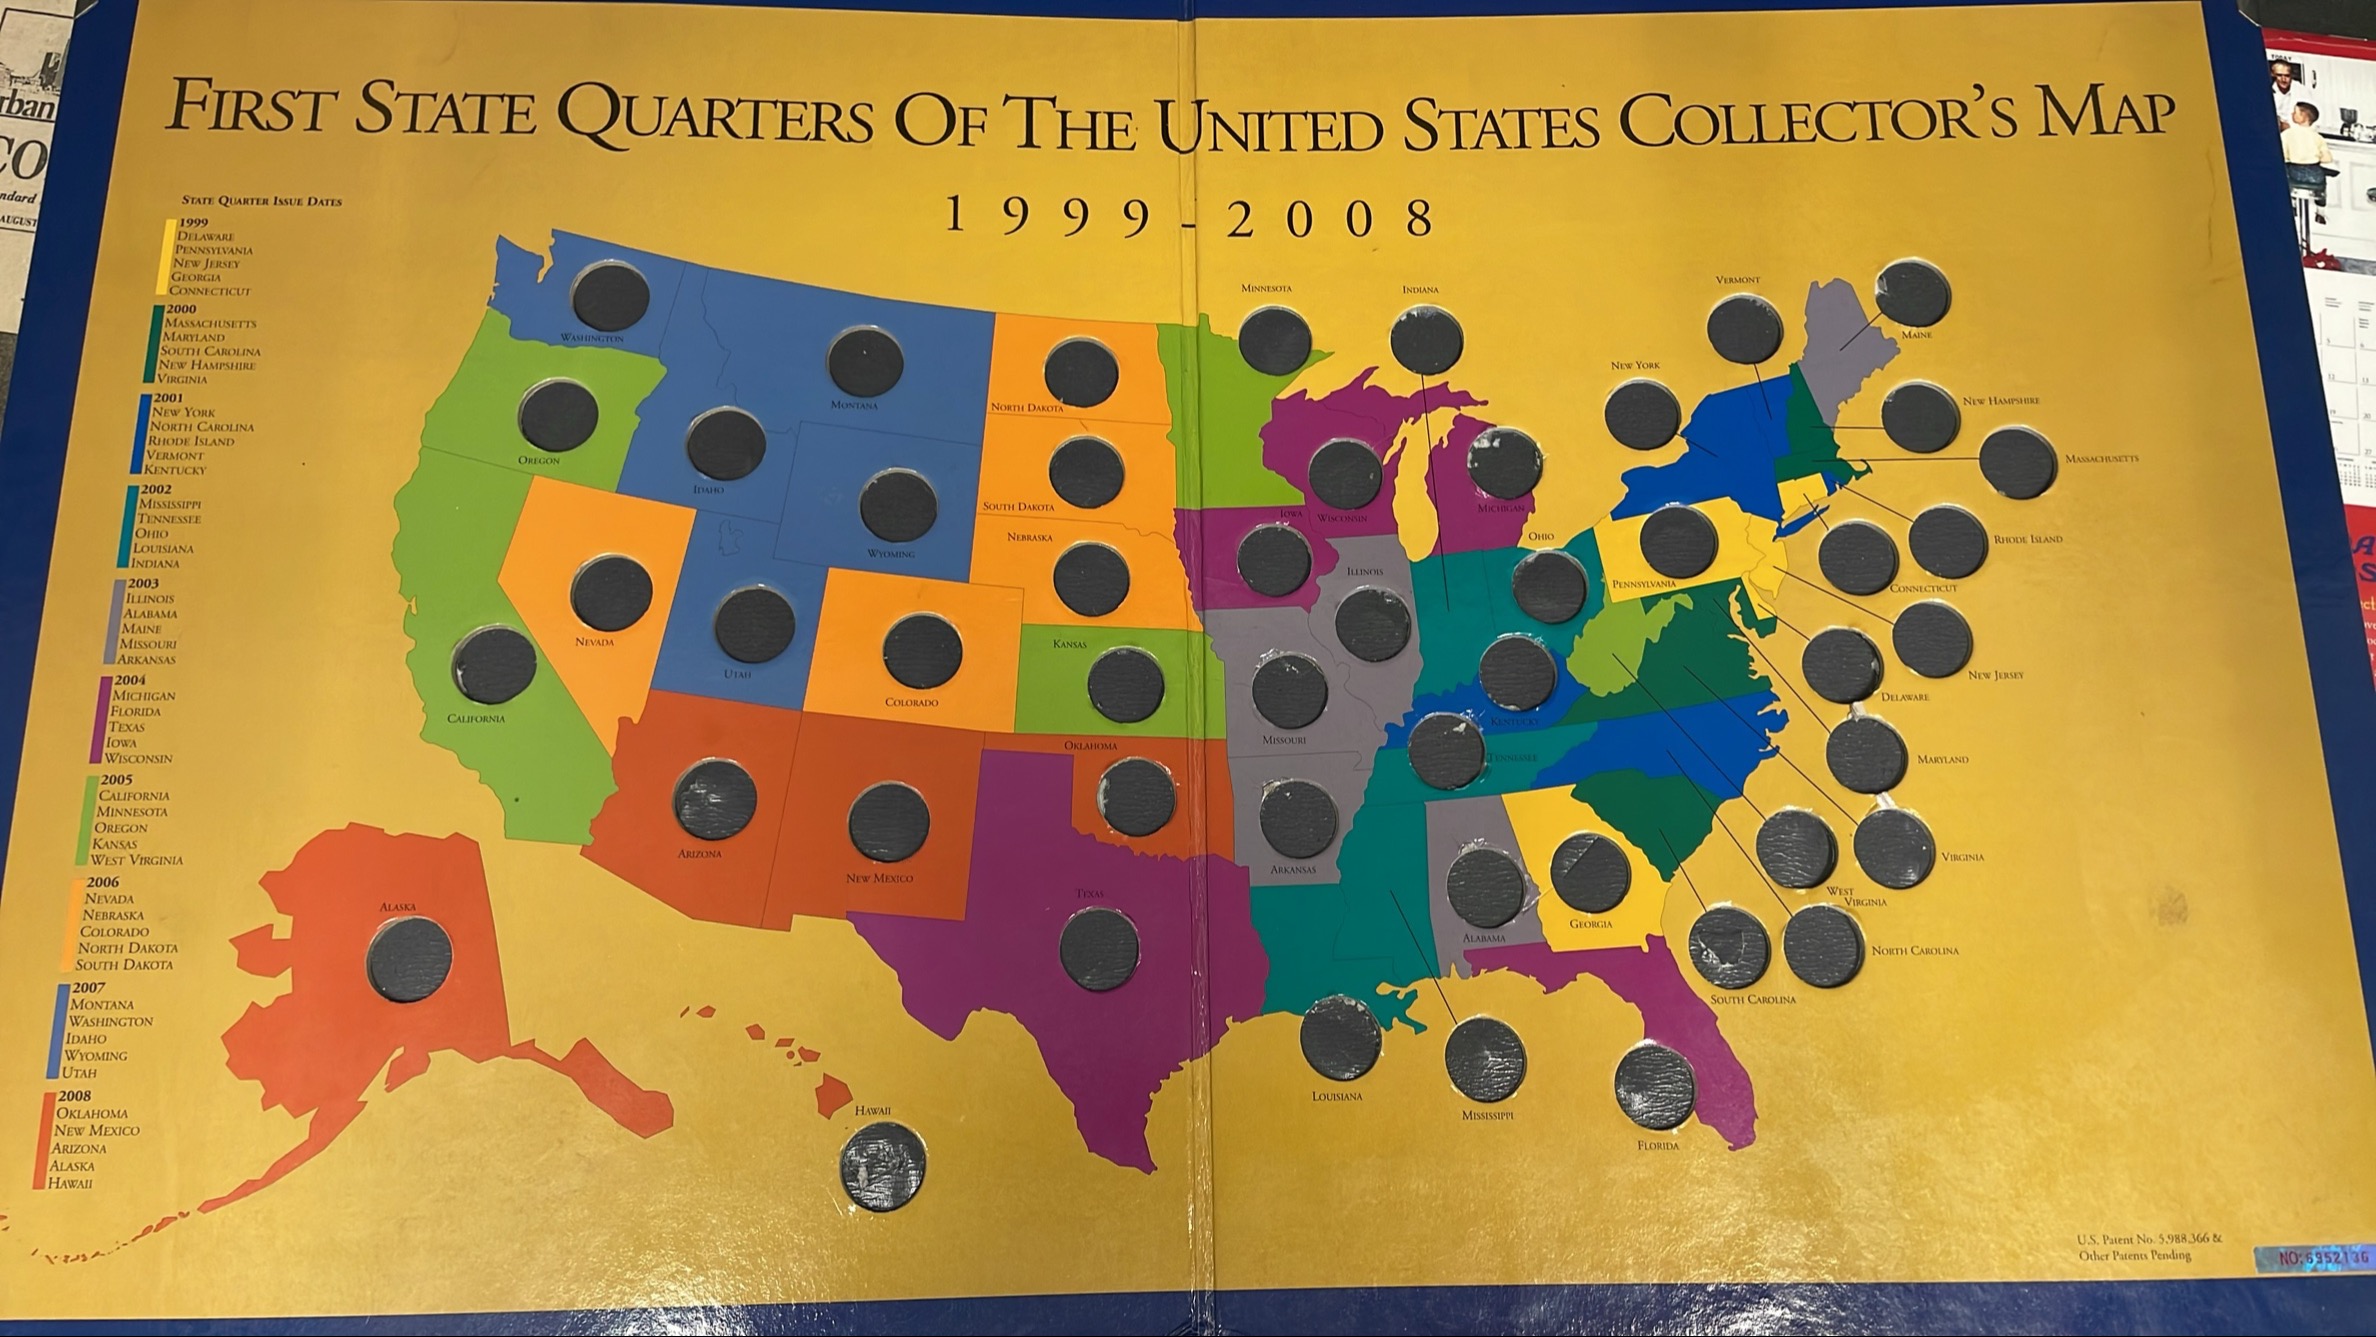 FIRST STATE QUARTERS OF THE UNITED STATES COLLECTOR'S MAP
1999-2008
STATE QUARTER ISSUE DATES
1999
DELAWARE
PENNSYLVANIA
NEW JERSEY
GEORGIA
CONNECTICUT
2000
MASSACHUSETTS
MARYLAND
SOUTH CAROLINA
NEW HAMPSHIRE
VIRGINIA
2001
NEW YORK
NORTH CAROLINA
RHODE ISLAND
VERMONT
KENTUCKY
2002
MISSISSIPPI
TENNESSEE
OHIO
LOUISIANA
INDIANA
2003
ILLINOIS
ALABAMA
MAINE
MISSOURI
ARKANSAS
2004
MICHIGAN
FLORIDA
TEXAS
IOWA
WISCONSIN
2005
CALIFORNIA
MINNESOTA
OREGON
KANSAS
WEST VIRGINIA
2006
NEVADA
NEBRASKA
COLORADO
NORTH DAKOTA
SOUTH DAKOTA
2007
MONTANA
WASHINGTON
IDAHO
WYOMING
UTAH
2008
OKLAHOMA
NEW MEXICO
ARIZONA
ALASKA
HAWAII
WASHINGTON
MONTANA
OREGON
IDAHO
WYOMING
NEVADA
UTAH
COLORADO
CALIFORNIA
ARIZONA
NEW MEXICO
ALASKA
HAWAII
NORTH DAKOTA
SOUTH DAKOTA
NEBRASKA
KANSAS
OKLAHOMA
TEXAS
MINNESOTA
INDIANA
IOWA
WISCONSIN
MICHIGAN
ILLINOIS
OHIO
MISSOURI
KENTUCKY
TENNESSEE
ARKANSAS
ALABAMA
GEORGIA
LOUISIANA
MISSISSIPPI
FLORIDA
VERMONT
MAINE
NEW YORK
NEW HAMPSHIRE
MASSACHUSETTS
RHODE ISLAND
PENNSYLVANIA
CONNECTICUT
NEW JERSEY
DELAWARE
MARYLAND
VIRGINIA
WEST
VIRGINIA
NORTH CAROLINA
SOUTH CAROLINA
U.S. Patent No. 5,988,366 &
Other Patents Pending
NO:6952136
rban
CO
ndard
AUGUST
TODAY